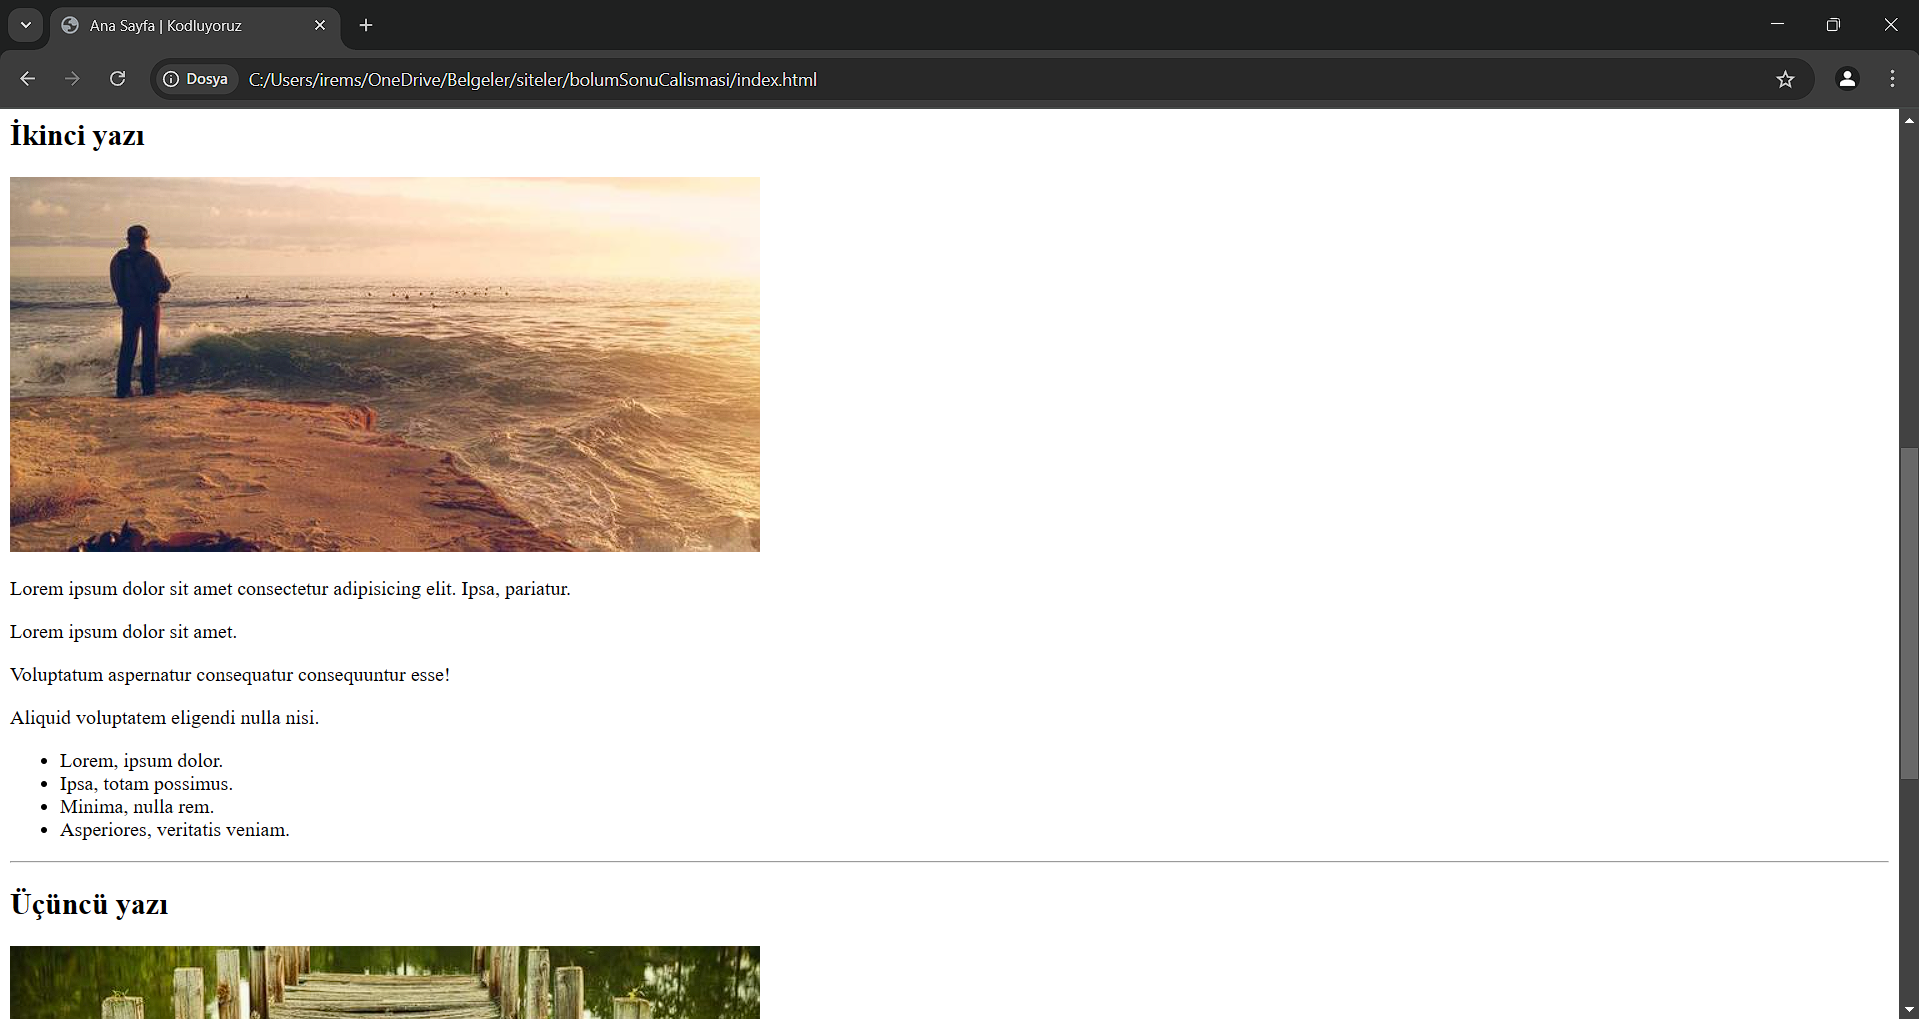 Ana Sayfa | Kodluyoruz
Dosya
C:/Users/irems/OneDrive/Belgeler/siteler/bolumSonuCalismasi/index.html
İkinci yazı
Lorem ipsum dolor sit amet consectetur adipisicing elit. Ipsa, pariatur.
Lorem ipsum dolor sit amet.
Voluptatum aspernatur consequatur consequuntur esse!
Aliquid voluptatem eligendi nulla nisi.
Lorem, ipsum dolor.
Ipsa, totam possimus.
Minima, nulla rem.
Asperiores, veritatis veniam.
Üçüncü yazı